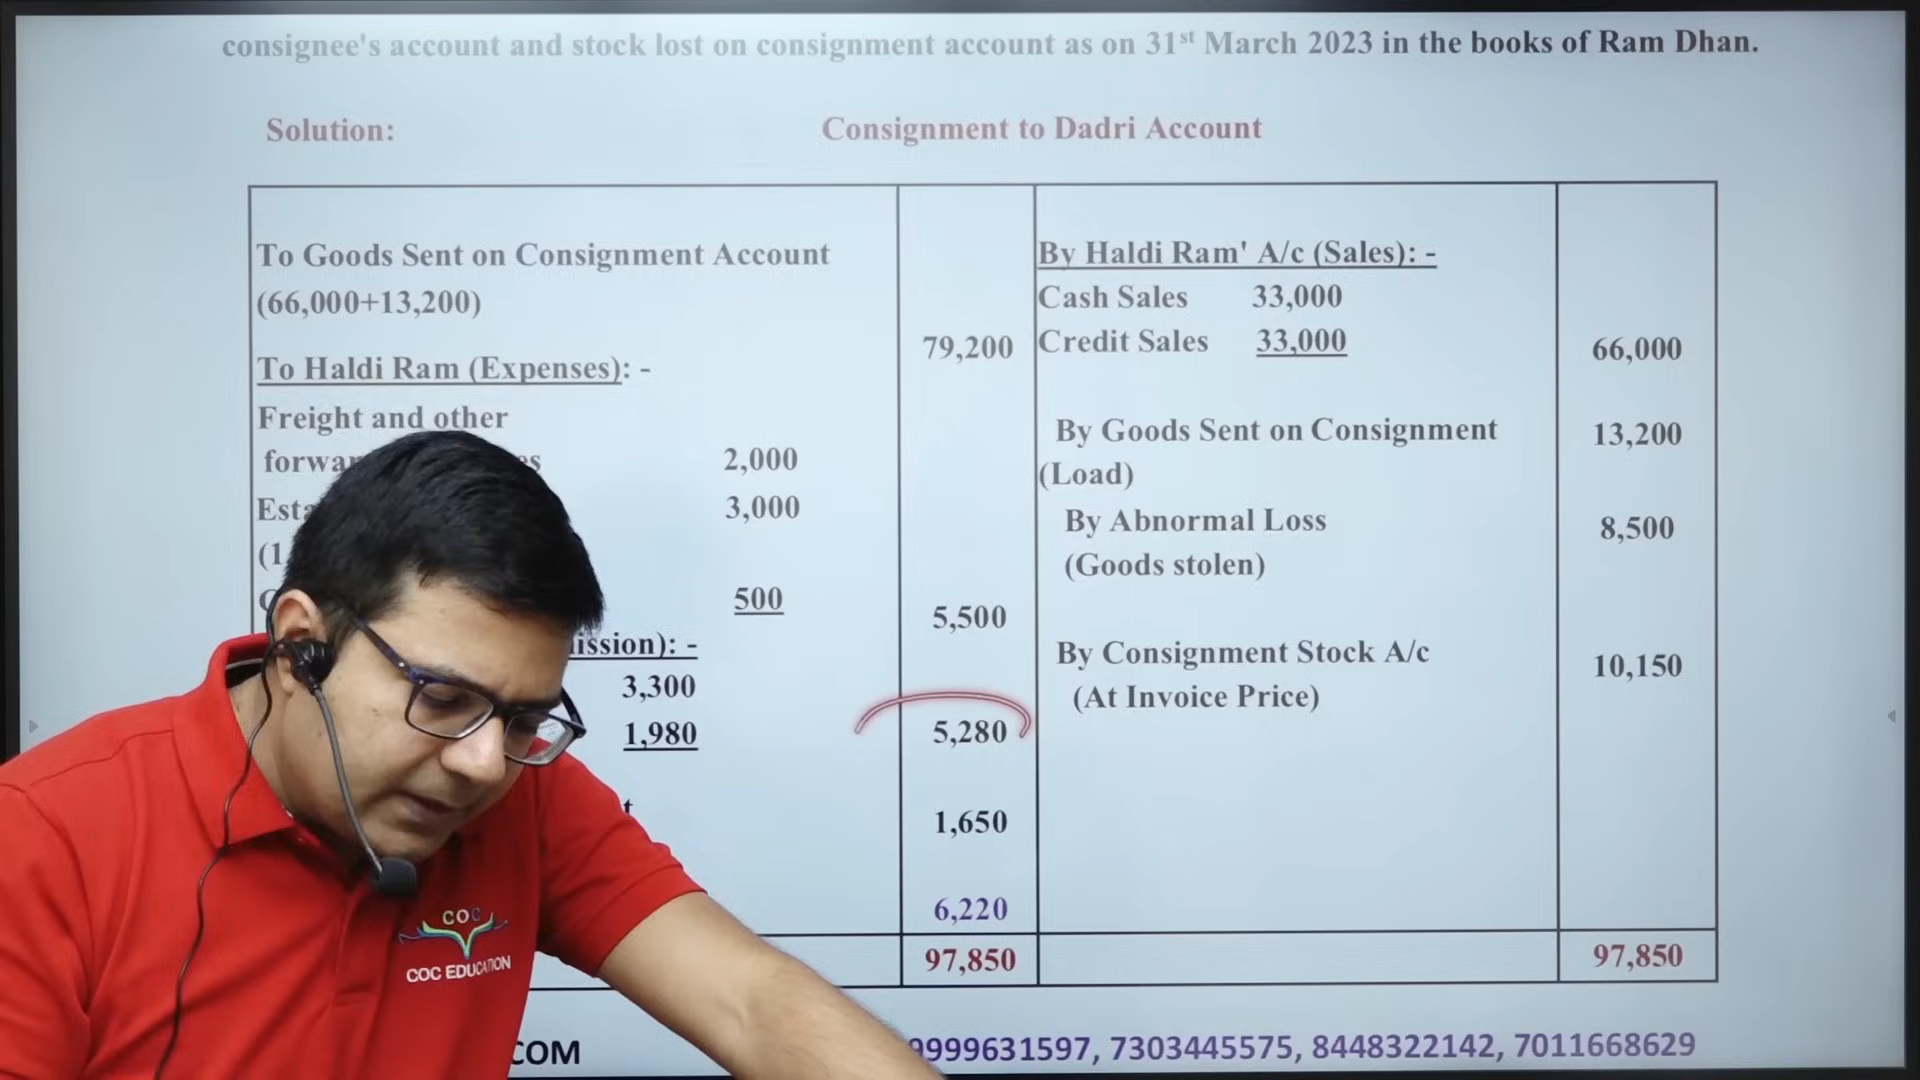 consignee's account and stock lost on consignment account as on 31st March 2023 in the books of Ram Dhan.
Solution:
Consignment to Dadri Account
To Goods Sent on Consignment Account
(66,000+13,200)
79,200
To Haldi Ram (Expenses): -
Freight and other
2,000
3,000
500
5,500
3,300
1,980
5,280
1,650
6,220
97,850
By Haldi Ram' A/c (Sales): -
Cash Sales 33,000
Credit Sales 33,000
66,000
By Goods Sent on Consignment
13,200
(Load)
By Abnormal Loss
8,500
(Goods stolen)
By Consignment Stock A/c
10,150
(At Invoice Price)
97,850
COC
COC EDUCATION
9999631597, 7303445575, 8448322142, 7011668629